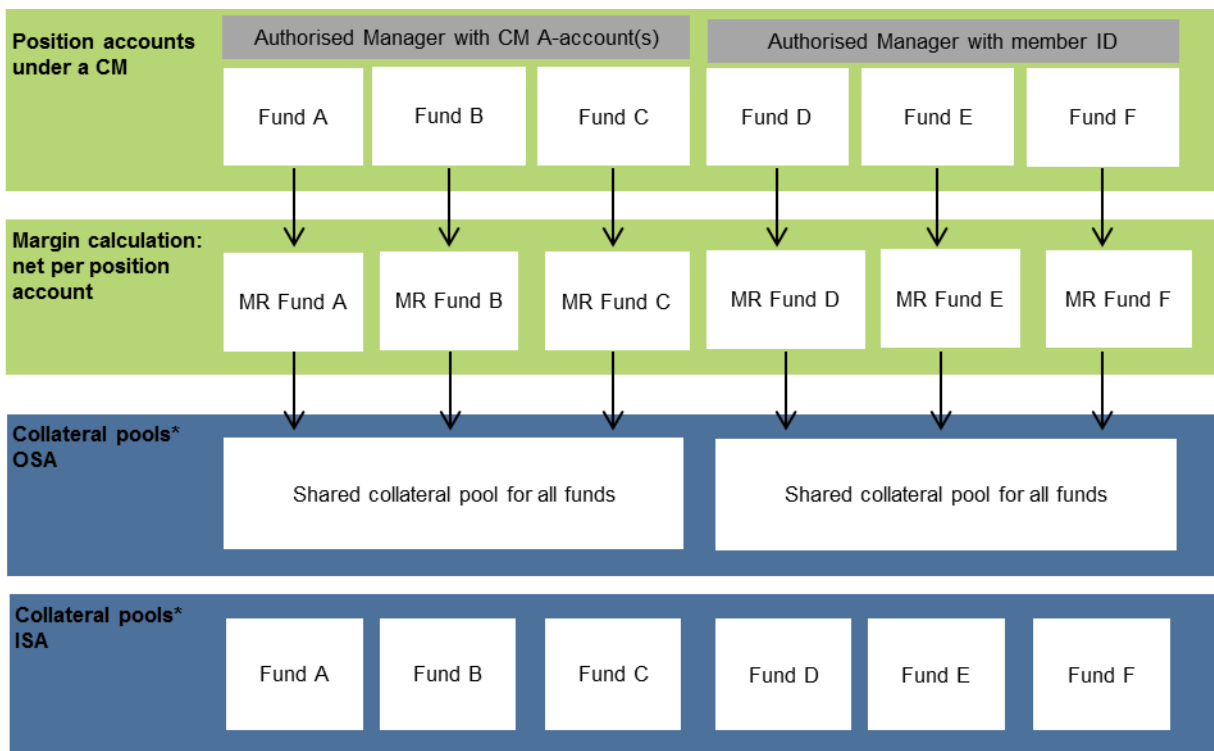 Position accounts
under a CM
Authorised Manager with CM A-account(s)
Authorised Manager with member ID
Fund A
Fund B
Fund C
Fund D
Fund E
Fund F
Margin calculation:
net per position
account
MR Fund A
MR Fund B
MR Fund C
MR Fund D
MR Fund E
MR Fund F
Collateral pools*
OSA
Shared collateral pool for all funds
Shared collateral pool for all funds
Collateral pools*
ISA
Fund A
Fund B
Fund C
Fund D
Fund E
Fund F